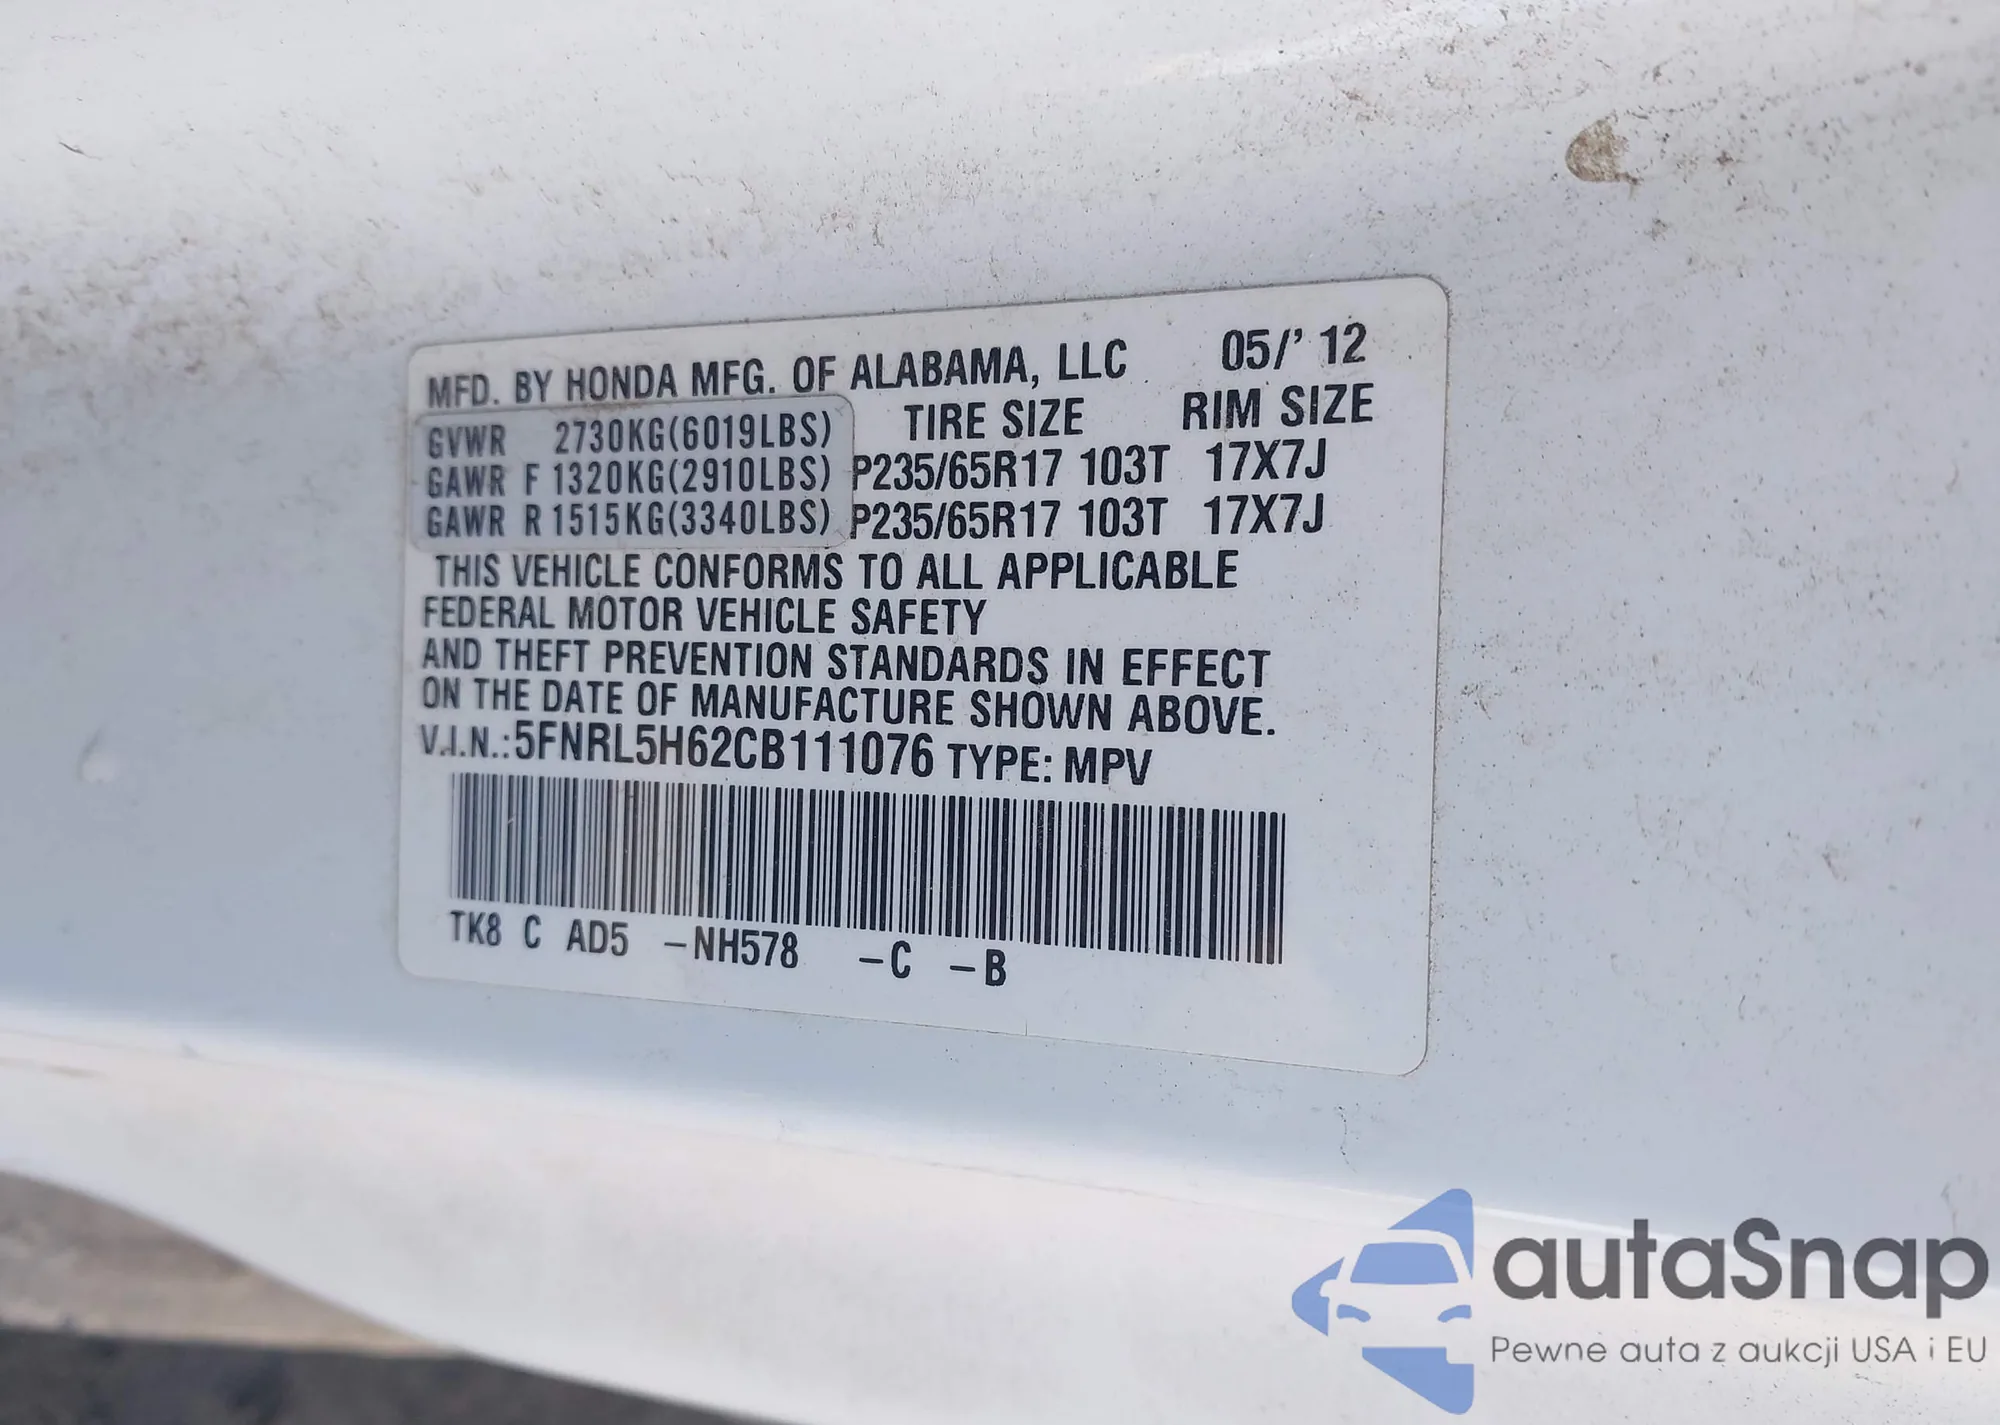 MFD. BY HONDA MFG. OF ALABAMA, LLC 05/' 12
GVWR 2730KG(6019LBS) TIRE SIZE RIM SIZE
GAWR F 1320KG(2910LBS) P235/65R17 103T 17X7J
GAWR R 1515KG(3340LBS) P235/65R17 103T 17X7J
THIS VEHICLE CONFORMS TO ALL APPLICABLE
FEDERAL MOTOR VEHICLE SAFETY
AND THEFT PREVENTION STANDARDS IN EFFECT
ON THE DATE OF MANUFACTURE SHOWN ABOVE.
V.I.N.: 5FNRL5H62CB111076 TYPE: MPV
TK8 C AD5 –NH578 –C –B
autaSnap
Pewne auta z aukcji USA i EU